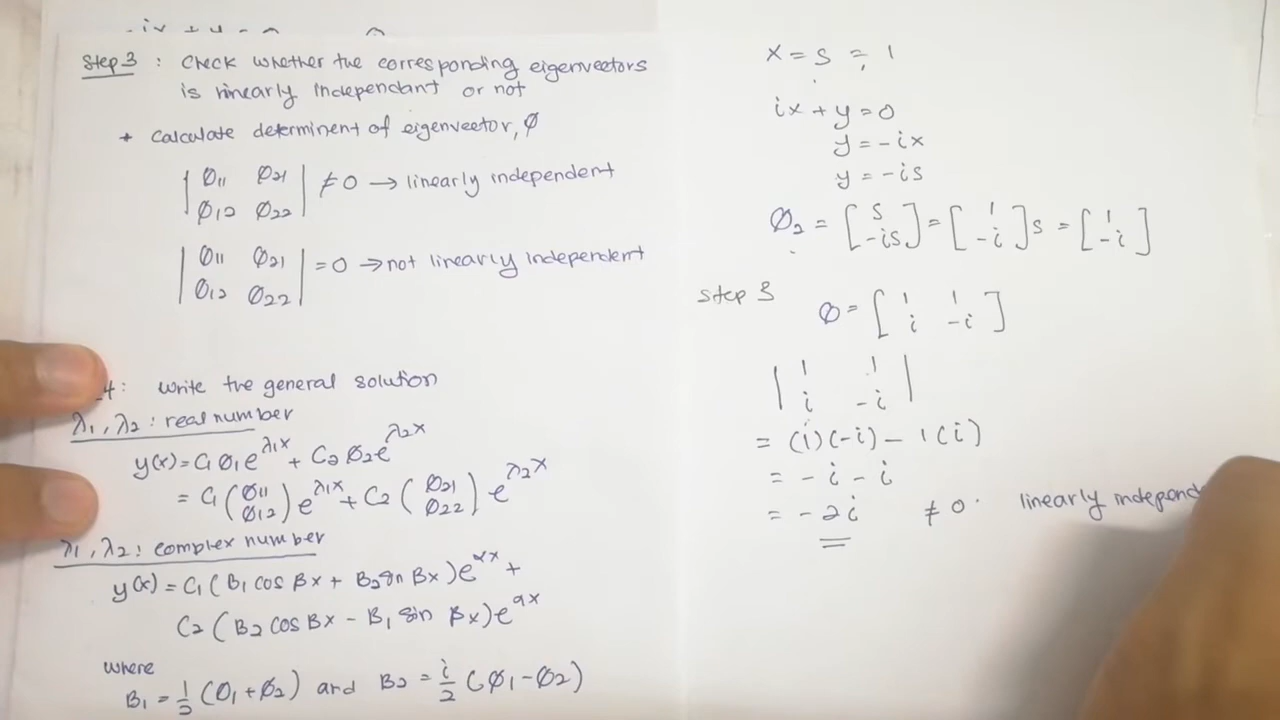 Step 3 : Check whether the corresponding eigenvectors
is linearly independant or not
* Calculate determinent of eigenvector, Ø
| Ø11 Ø21 |
| Ø12 Ø22 | ≠ 0 → linearly independent
| Ø11 Ø21 |
| Ø12 Ø22 | = 0 → not linearly independent
4: Write the general solution
λ1, λ2 : real number
y(x) = C1 Ø1 e^λ1x + C2 Ø2 e^λ2x
= C1 (Ø11 Ø12) e^λ1x + C2 (Ø21 Ø22) e^λ2x
λ1, λ2 : complex number
y(x) = C1 (B1 cos βx + B2 sin βx) e^αx +
C2 (B2 cos βx - B1 sin βx) e^αx
where
B1 = 1/2 (Ø1 + Ø2) and B2 = i/2 (Ø1 - Ø2)
x = s = 1
ix + y = 0
y = -ix
y = -is
Ø2 = [s -is] = [1 -i] s = [1 -i]
Step 3
Ø = [1 1
i -i]
| 1 1 |
| i -i |
= (1)(-i) - 1(i)
= -i - i
= -2i ≠ 0. linearly independ